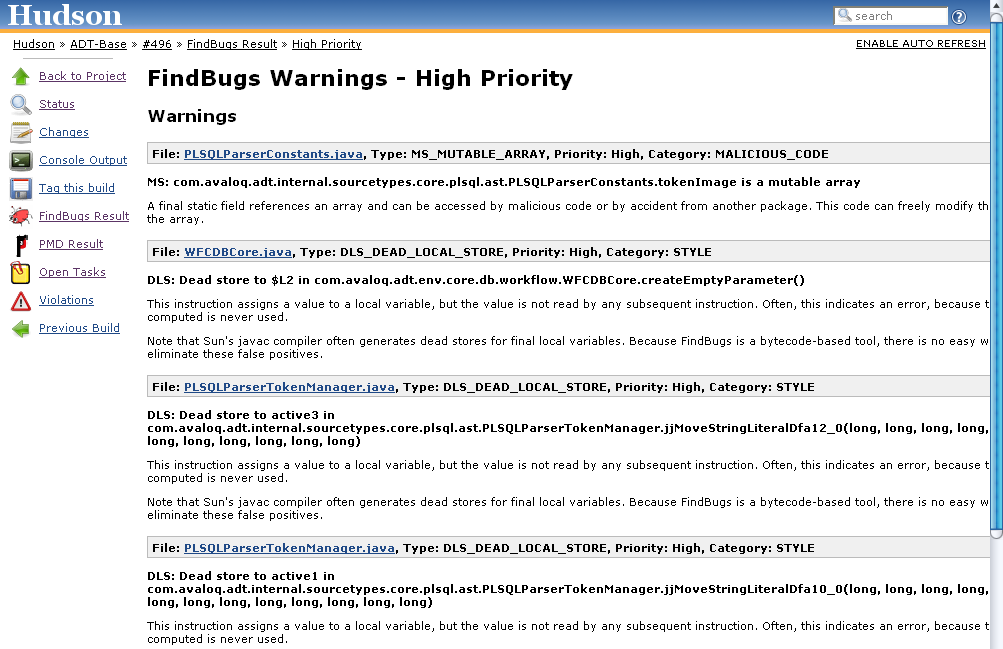 Hudson
search
?
Hudson » ADT-Base » #496 » FindBugs Result » High Priority
ENABLE AUTO REFRESH
Back to Project
Status
Changes
Console Output
Tag this build
FindBugs Result
PMD Result
Open Tasks
Violations
Previous Build
FindBugs Warnings - High Priority
Warnings
File: PLSQLParserConstants.java, Type: MS_MUTABLE_ARRAY, Priority: High, Category: MALICIOUS_CODE
MS: com.avaloq.adt.internal.sourcetypes.core.plsql.ast.PLSQLParserConstants.tokenImage is a mutable array
A final static field references an array and can be accessed by malicious code or by accident from another package. This code can freely modify th
the array.
File: WFCDBCore.java, Type: DLS_DEAD_LOCAL_STORE, Priority: High, Category: STYLE
DLS: Dead store to $L2 in com.avaloq.adt.env.core.db.workflow.WFCDBCore.createEmptyParameter()
This instruction assigns a value to a local variable, but the value is not read by any subsequent instruction. Often, this indicates an error, because t
computed is never used.
Note that Sun's javac compiler often generates dead stores for final local variables. Because FindBugs is a bytecode-based tool, there is no easy w
eliminate these false positives.
File: PLSQLParserTokenManager.java, Type: DLS_DEAD_LOCAL_STORE, Priority: High, Category: STYLE
DLS: Dead store to active3 in
com.avaloq.adt.internal.sourcetypes.core.plsql.ast.PLSQLParserTokenManager.jjMoveStringLiteralDfa12_0(long, long, long, long,
long, long, long, long, long, long)
This instruction assigns a value to a local variable, but the value is not read by any subsequent instruction. Often, this indicates an error, because t
computed is never used.
Note that Sun's javac compiler often generates dead stores for final local variables. Because FindBugs is a bytecode-based tool, there is no easy w
eliminate these false positives.
File: PLSQLParserTokenManager.java, Type: DLS_DEAD_LOCAL_STORE, Priority: High, Category: STYLE
DLS: Dead store to active1 in
com.avaloq.adt.internal.sourcetypes.core.plsql.ast.PLSQLParserTokenManager.jjMoveStringLiteralDfa10_0(long, long, long, long,
long, long, long, long, long, long, long, long)
This instruction assigns a value to a local variable, but the value is not read by any subsequent instruction. Often, this indicates an error, because t
computed is never used.